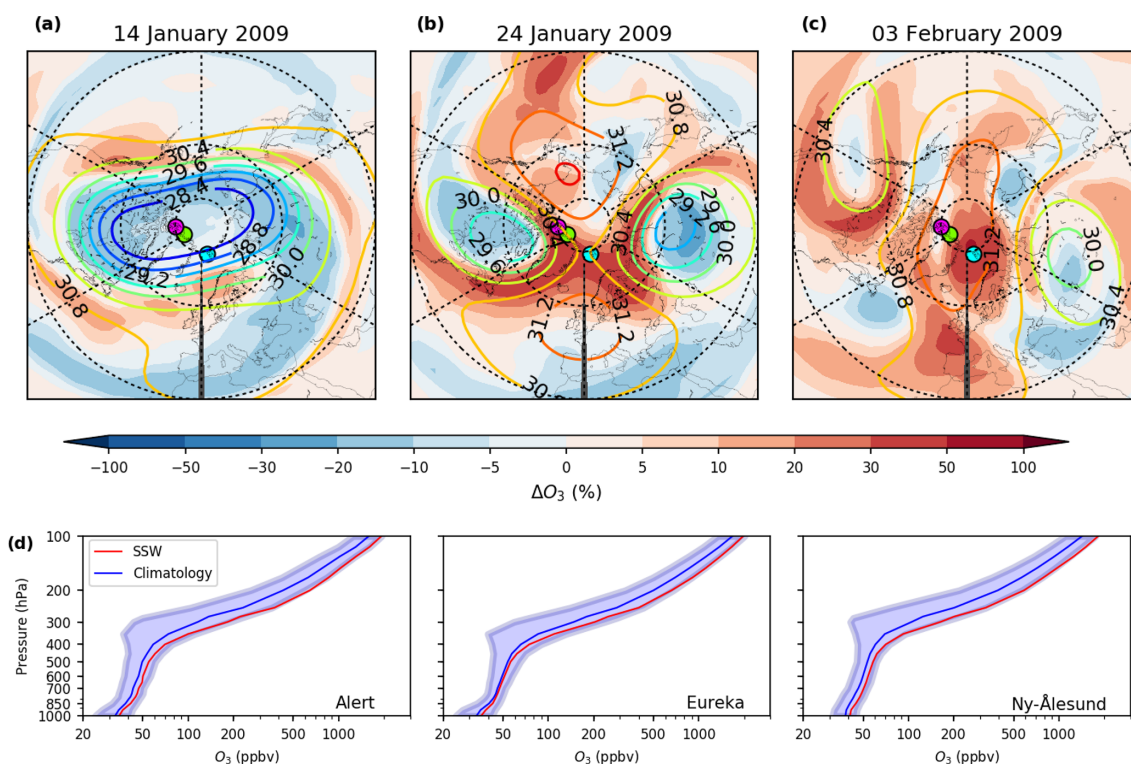 (a) (b) (c)
14 January 2009 24 January 2009 03 February 2009
30.4
29.6
28.4
28.8
29.2
30.0
30.8
30.8
31.2
30.0
29.6
30.4
30.0
31.2
31.2
30.4
31.2
30.0
30.8
30.4
−100 −50 −30 −20 −10 −5 0 5 10 20 30 50 100
ΔO₃ (%)
(d)
100
200
300
400
500
600
700
850
1000
Pressure (hPa)
SSW
Climatology
Alert Eureka Ny-Ålesund
20 50 100 200 500 1000 20 50 100 200 500 1000 20 50 100 200 500 1000
O₃ (ppbv) O₃ (ppbv) O₃ (ppbv)